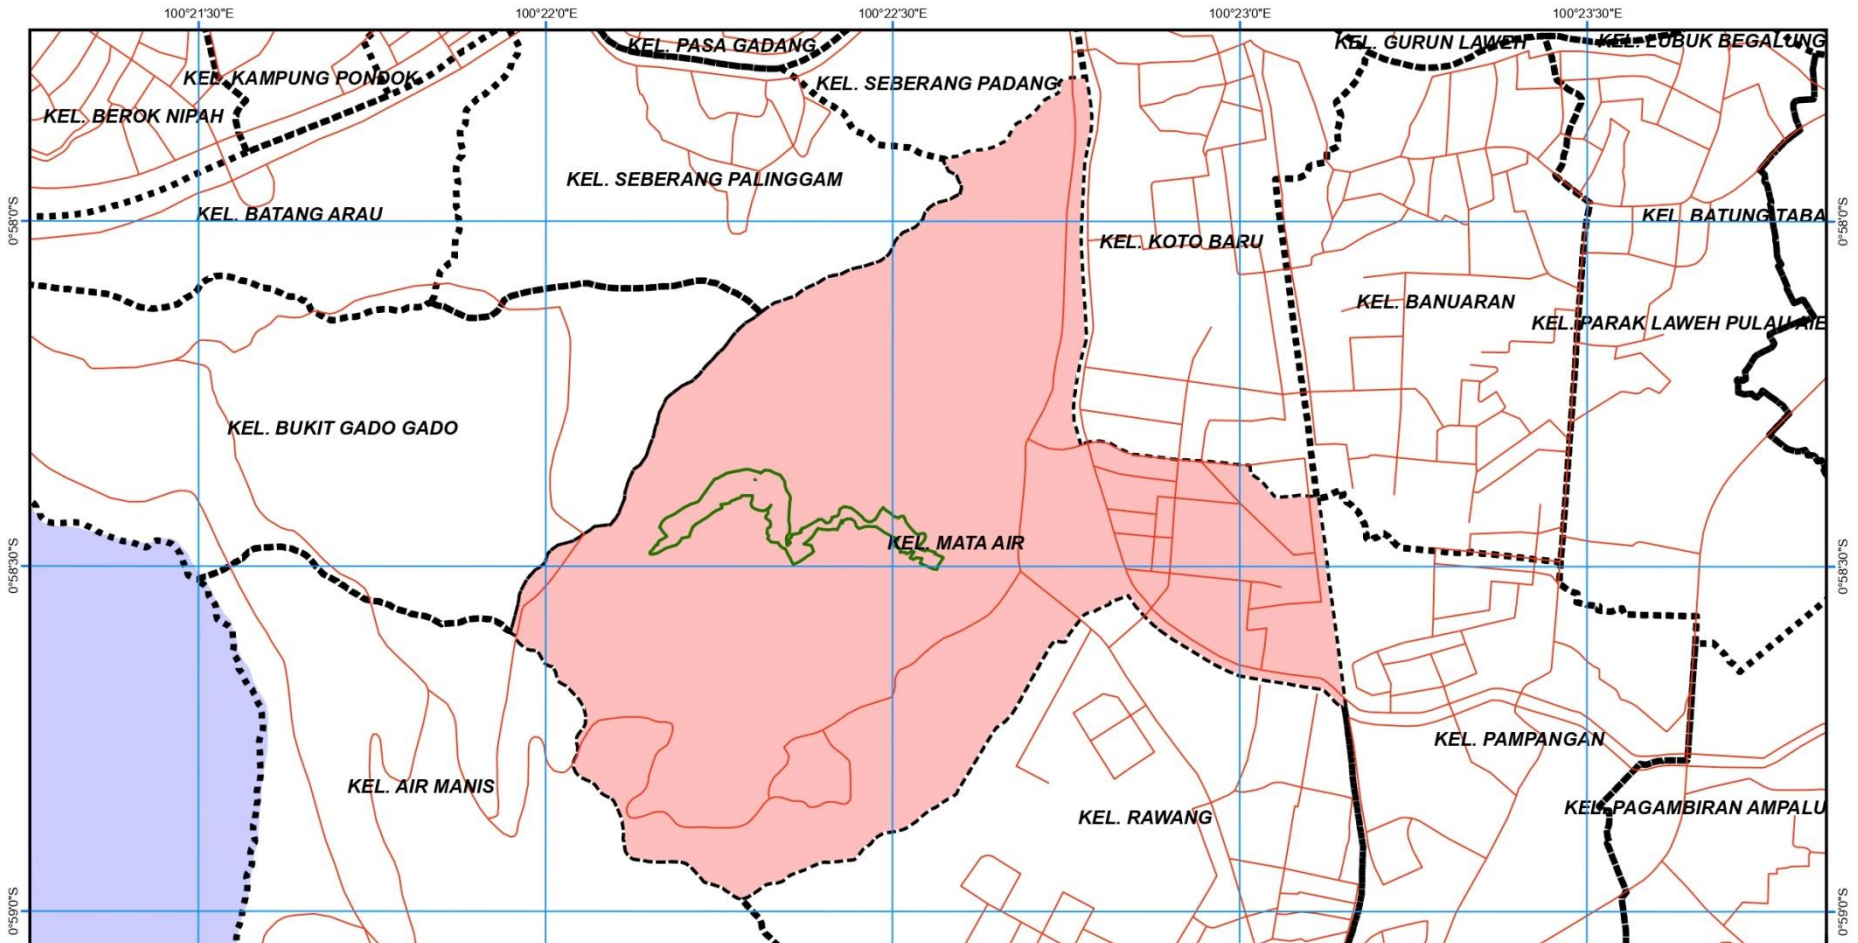 100°21'30"E
100°22'0"E
100°22'30"E
100°23'0"E
100°23'30"E
KEL. PASA GADANG
KEL. GURUN LAWEH
KEL. LUBUK BEGALUNG
KEL. KAMPUNG PONDOK
KEL. SEBERANG PADANG
KEL. BEROK NIPAH
KEL. SEBERANG PALINGGAM
KEL. BATANG ARAU
KEL. BATUNG TABA
0°58'0"S
0°58'0"S
KEL. KOTO BARU
KEL. BANUARAN
KEL. PARAK LAWEH PULAU AIE
KEL. BUKIT GADO GADO
KEL. MATA AIR
0°58'30"S
0°58'30"S
KEL. PAMPANGAN
KEL. AIR MANIS
KEL. PAGAMBIRAN AMPALU
KEL. RAWANG
0°59'0"S
0°59'0"S